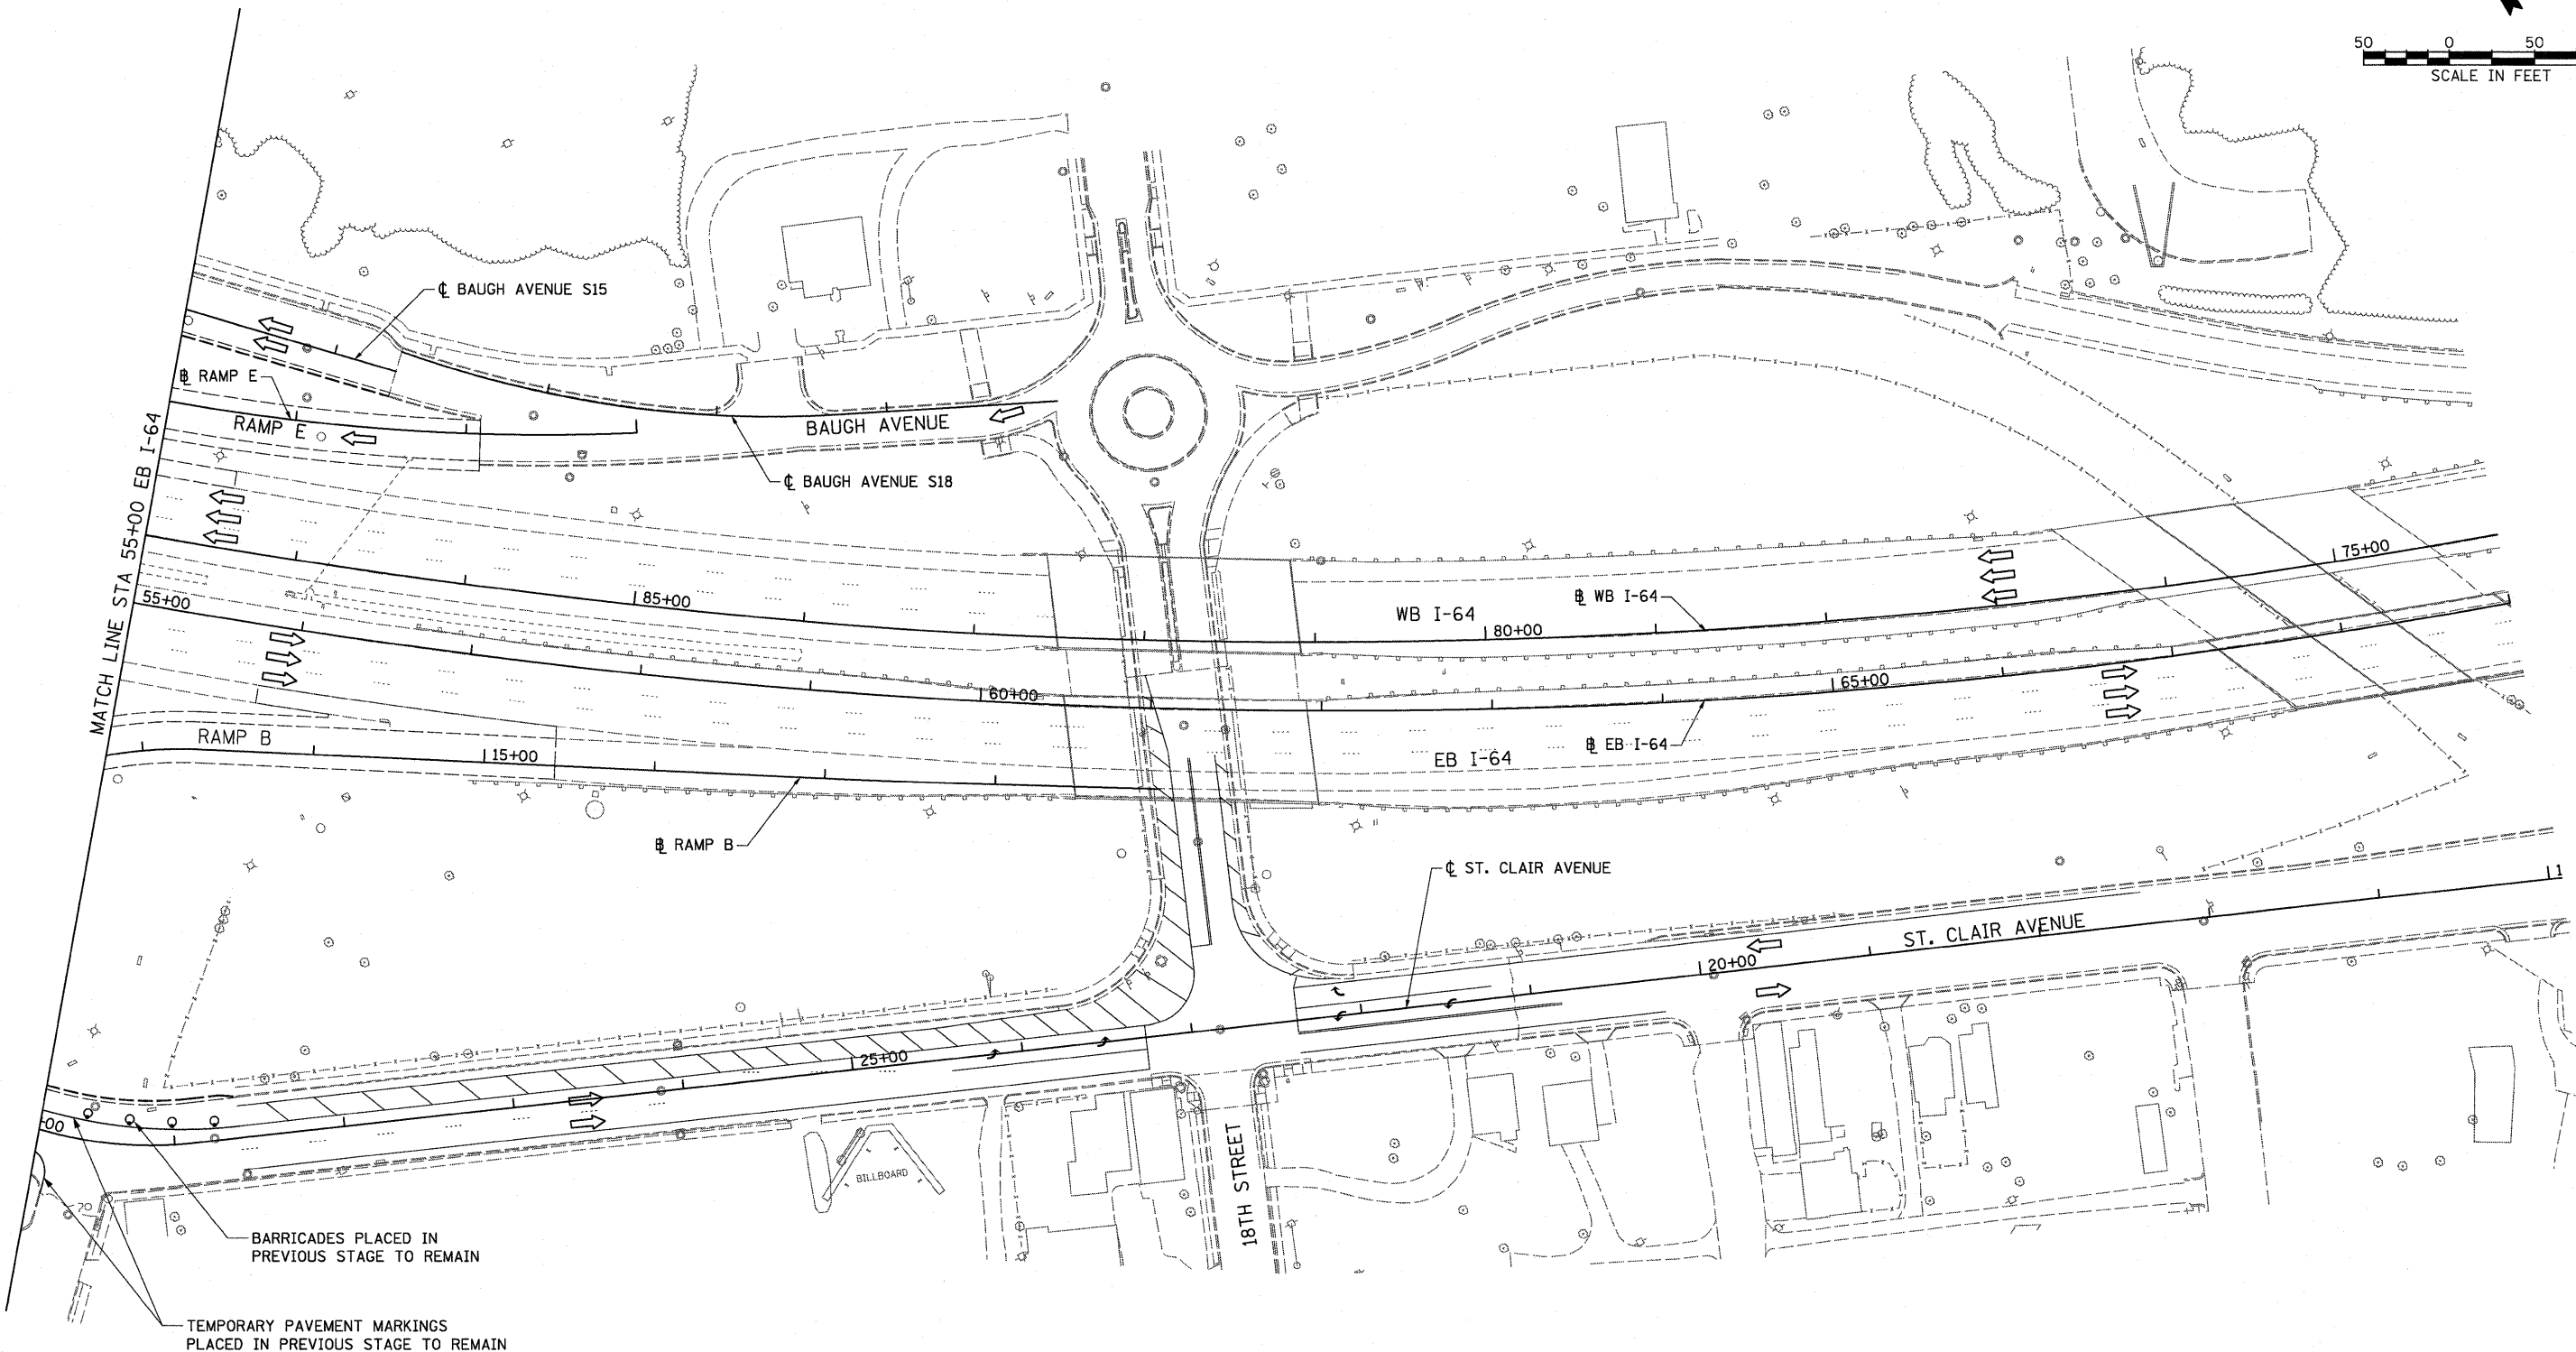 50 0 50
SCALE IN FEET
℄ BAUGH AVENUE S15
℔ RAMP E
RAMP E
BAUGH AVENUE
℄ BAUGH AVENUE S18
MATCH LINE STA 55+00 EB I-64
55+00
85+00
75+00
℔ WB I-64
WB I-64
80+00
60+00
65+00
RAMP B
15+00
℔ EB I-64
EB I-64
℔ RAMP B
℄ ST. CLAIR AVENUE
1
ST. CLAIR AVENUE
20+00
25+00
00
18TH STREET
BILLBOARD
20
BARRICADES PLACED IN
PREVIOUS STAGE TO REMAIN
TEMPORARY PAVEMENT MARKINGS
PLACED IN PREVIOUS STAGE TO REMAIN